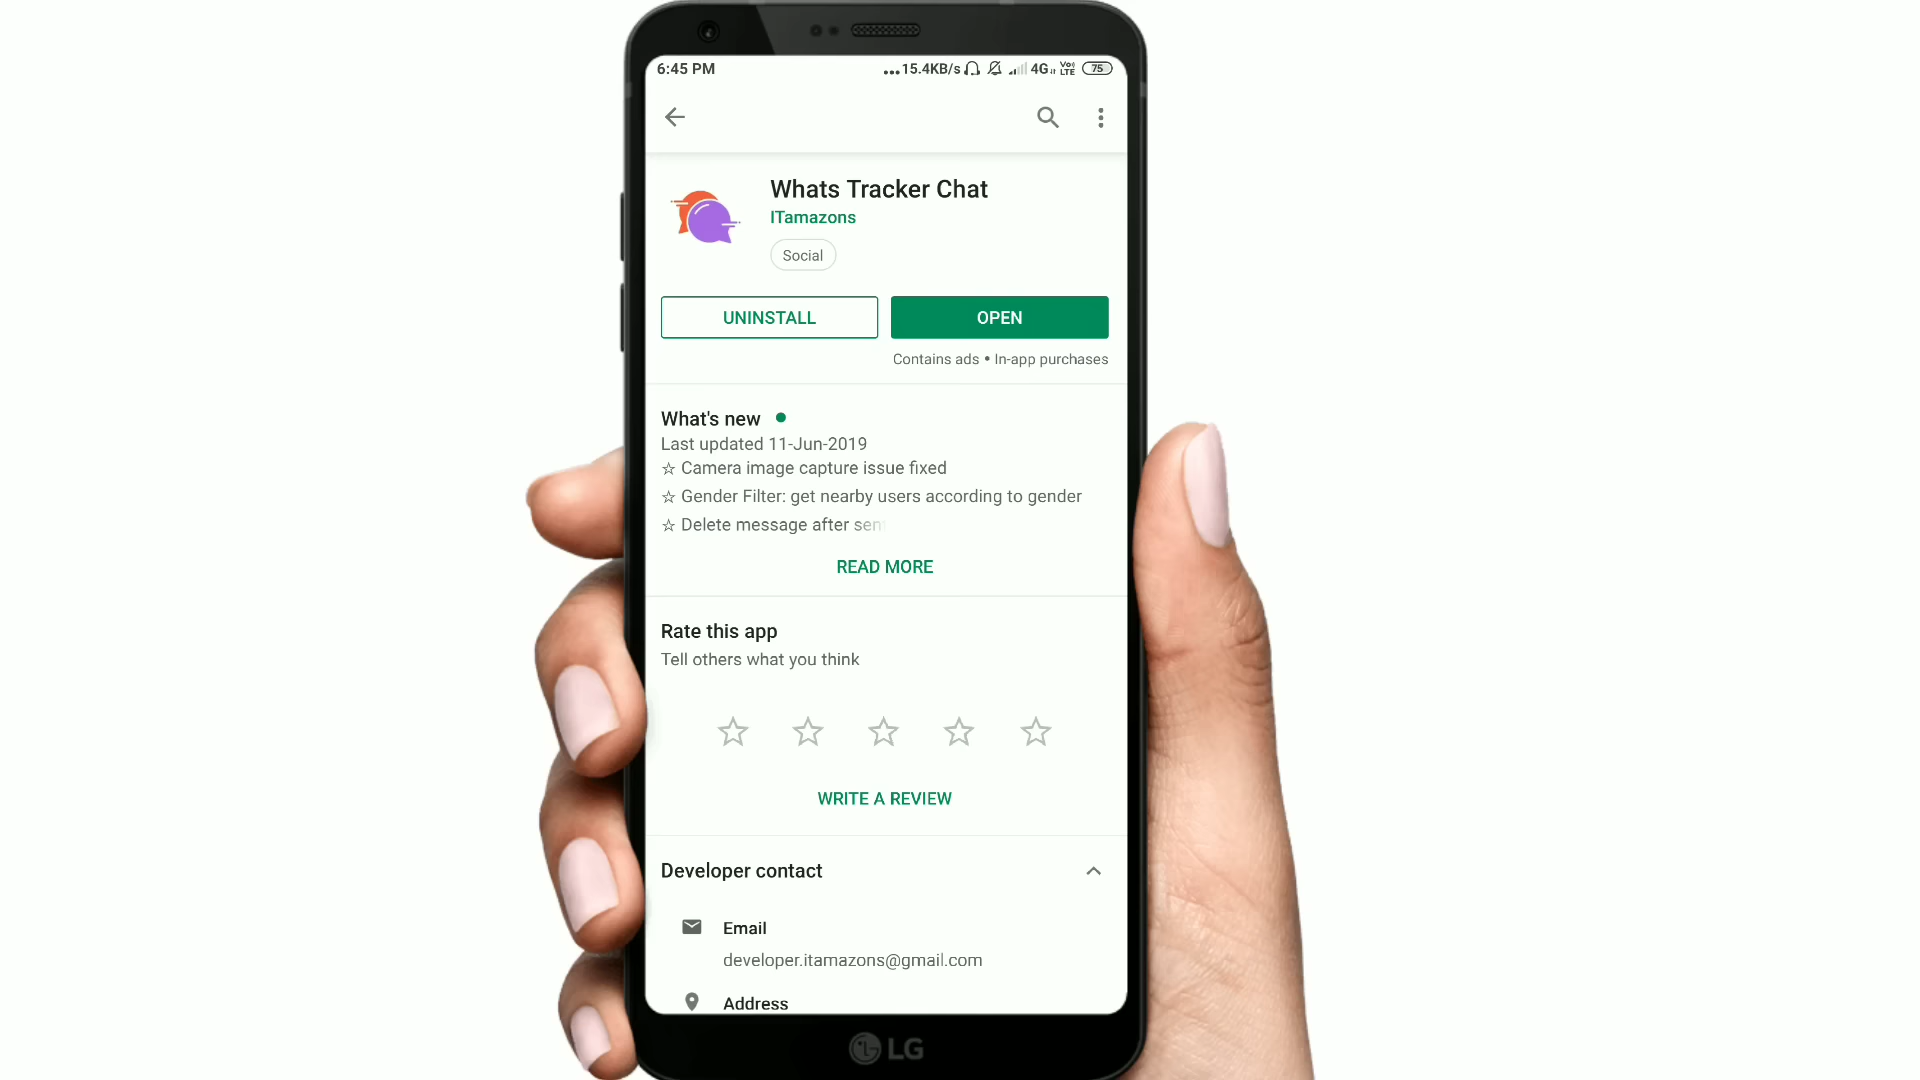 6:45 PM
...15.4KB/s 4G Vo) LTE 75
Whats Tracker Chat
ITamazons
Social
UNINSTALL
OPEN
Contains ads • In-app purchases
What's new
Last updated 11-Jun-2019
☆ Camera image capture issue fixed
☆ Gender Filter: get nearby users according to gender
☆ Delete message after sen
READ MORE
Rate this app
Tell others what you think
WRITE A REVIEW
Developer contact
Email
developer.itamazons@gmail.com
Address
LG